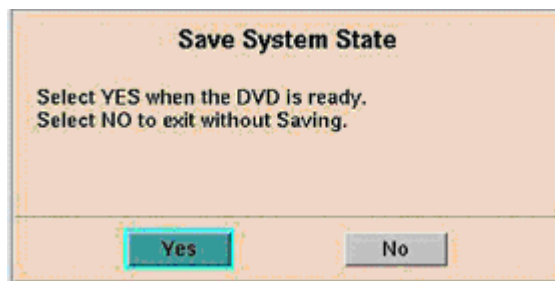 Save System State
Select YES when the DVD is ready.
Select NO to exit without Saving.
Yes
No